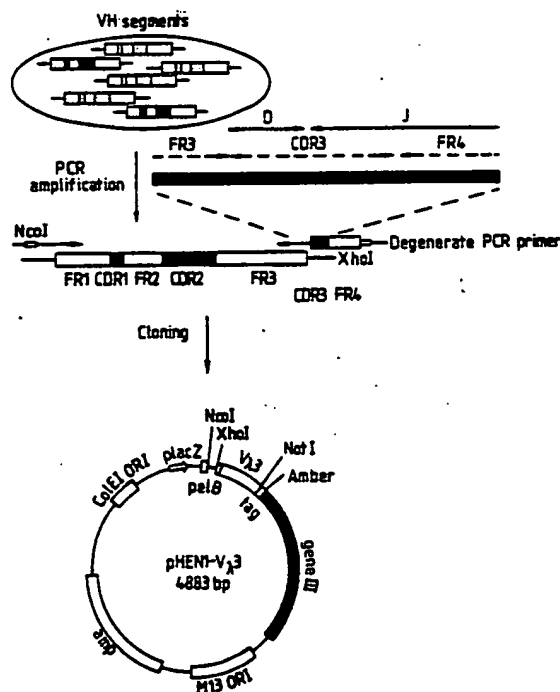 VH segments
D J
FR3 CDR3 FR4
PCR
amplification
NcoI
Degenerate PCR primer
XhoI
FR1 CDR1 FR2 CDR2 FR3
CDR3 FR4
Cloning
NcoI
XhoI
placZ
Vλ3
NotI
Amber
ColEI ORI
pelB
tag
gene III
pHEN1-Vλ3
4883 bp
amp
M13 ORI